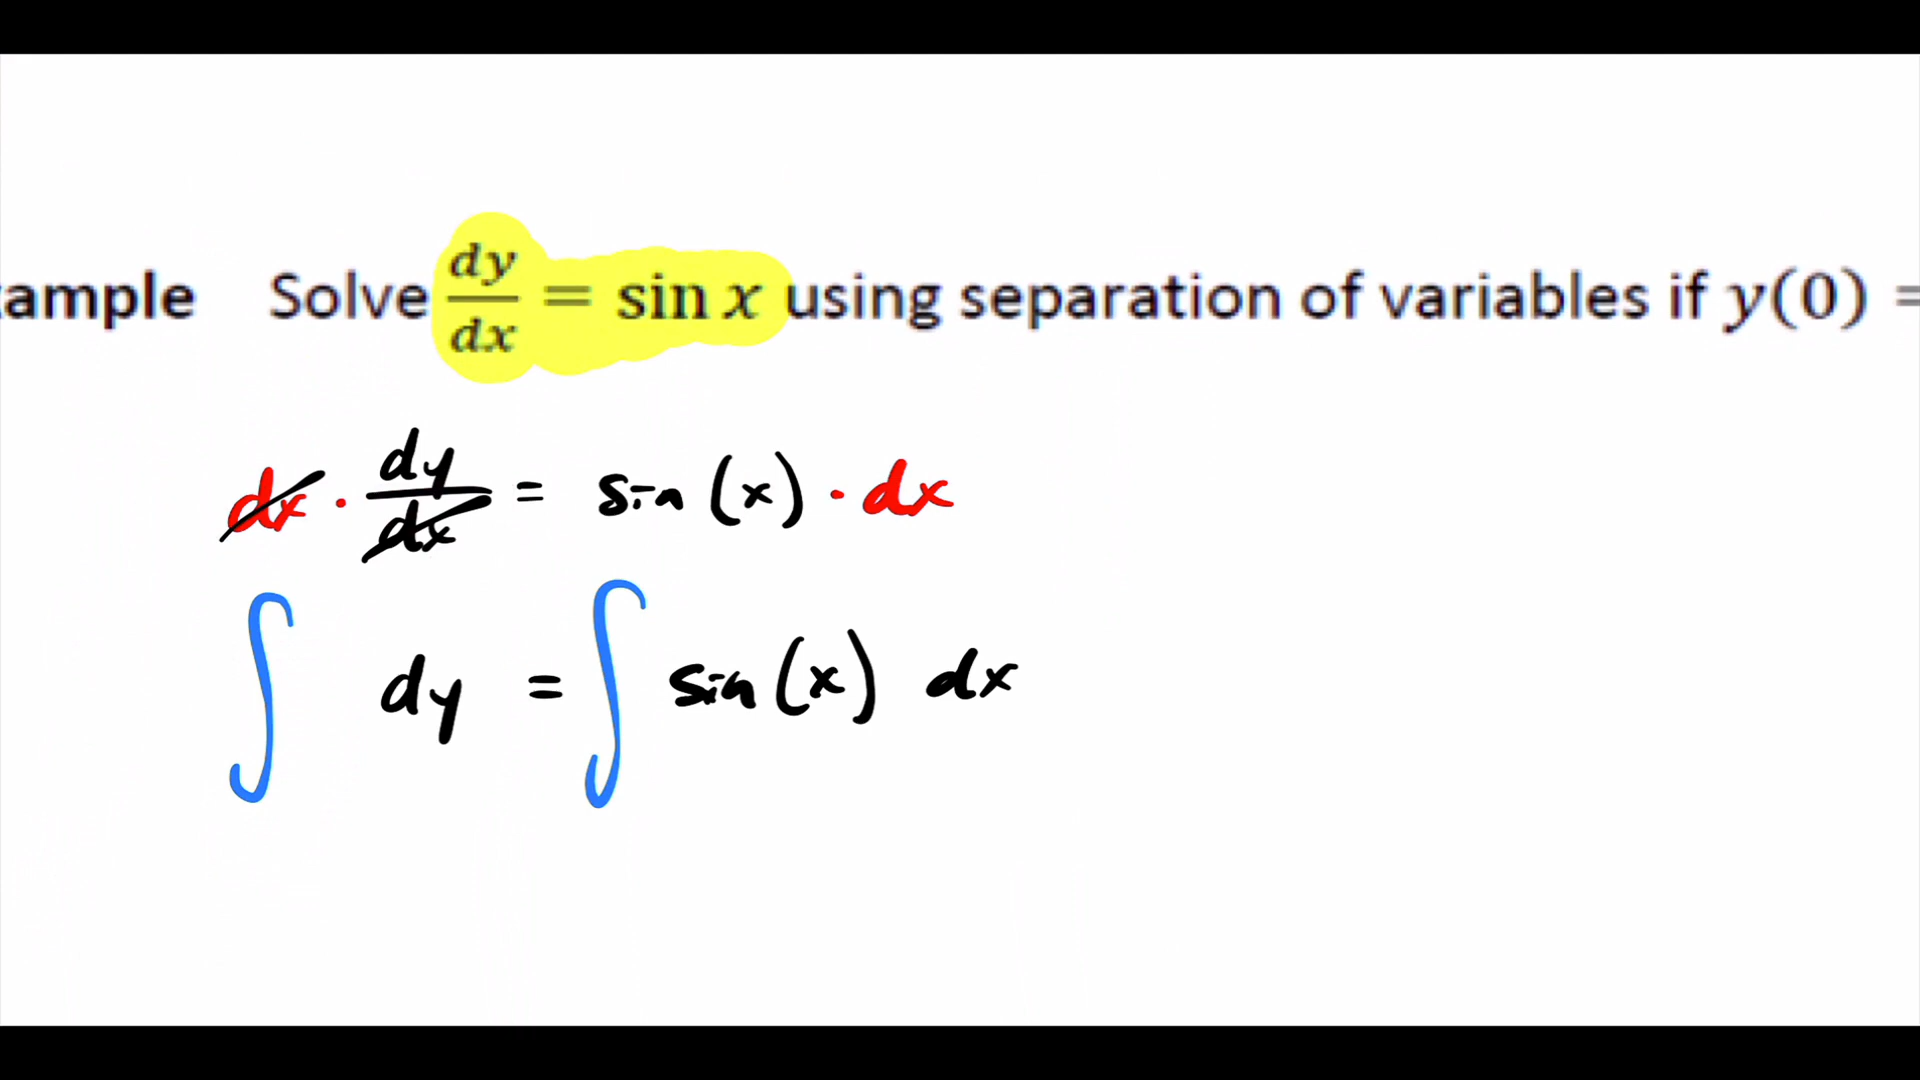 ample Solve dy/dx = sin x using separation of variables if y(0) =
dx · dy/dx = sin (x) · dx
∫ dy = ∫ sin (x) dx